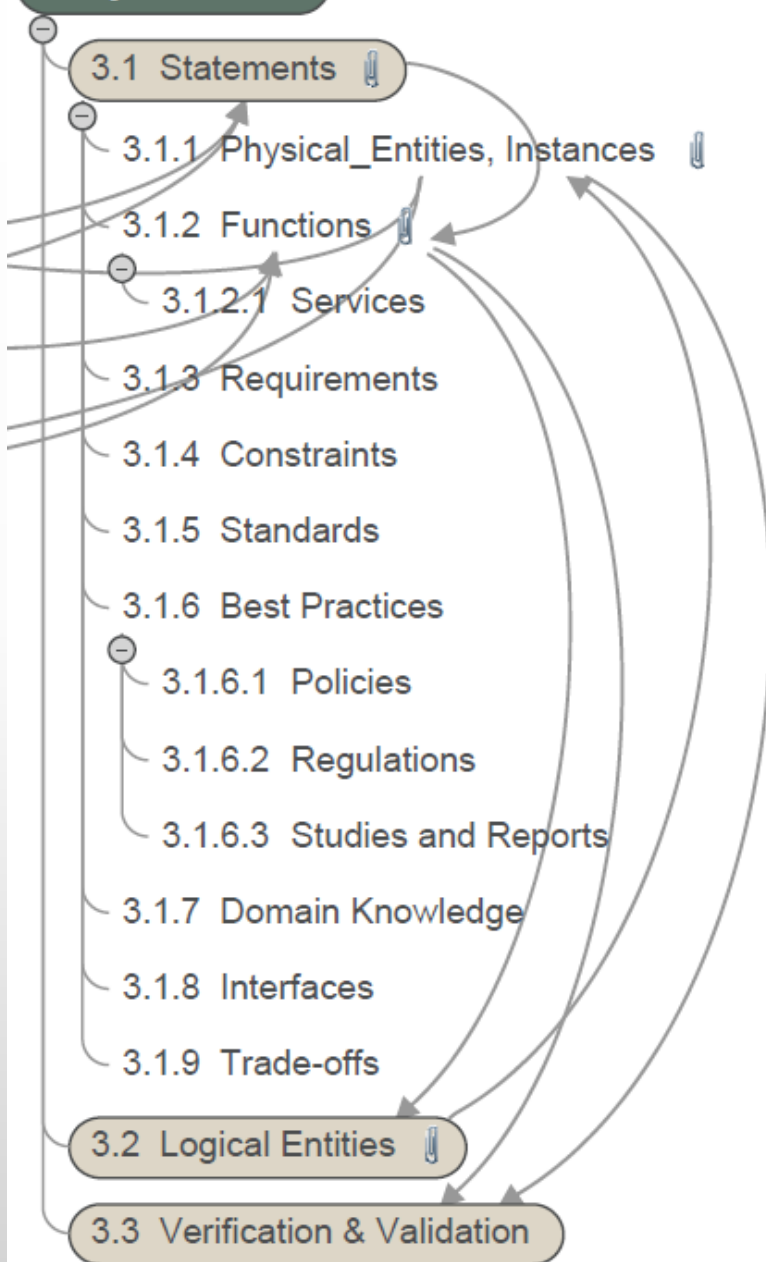 3.1 Statements
3.1.1 Physical_Entities, Instances
3.1.2 Functions
3.1.2.1 Services
3.1.3 Requirements
3.1.4 Constraints
3.1.5 Standards
3.1.6 Best Practices
3.1.6.1 Policies
3.1.6.2 Regulations
3.1.6.3 Studies and Reports
3.1.7 Domain Knowledge
3.1.8 Interfaces
3.1.9 Trade-offs
3.2 Logical Entities
3.3 Verification & Validation